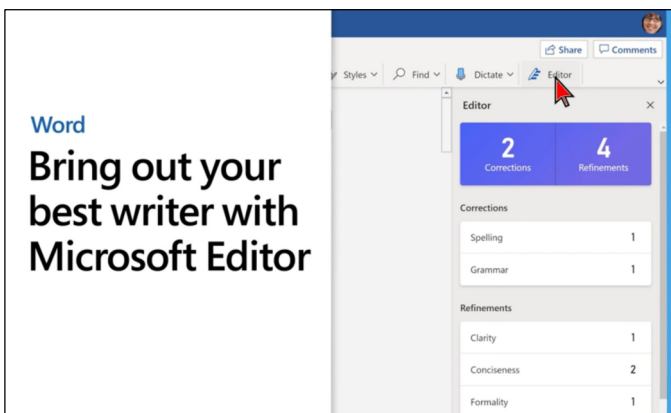 Word
Bring out your
best writer with
Microsoft Editor
Share
Comments
Styles
Find
Dictate
Editor
Editor
2
Corrections
4
Refinements
Corrections
Spelling 1
Grammar 1
Refinements
Clarity 1
Conciseness 2
Formality 1